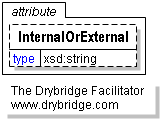 attribute
InternalOrExternal
type xsd:string
The Drybridge Facilitator
www.drybridge.com